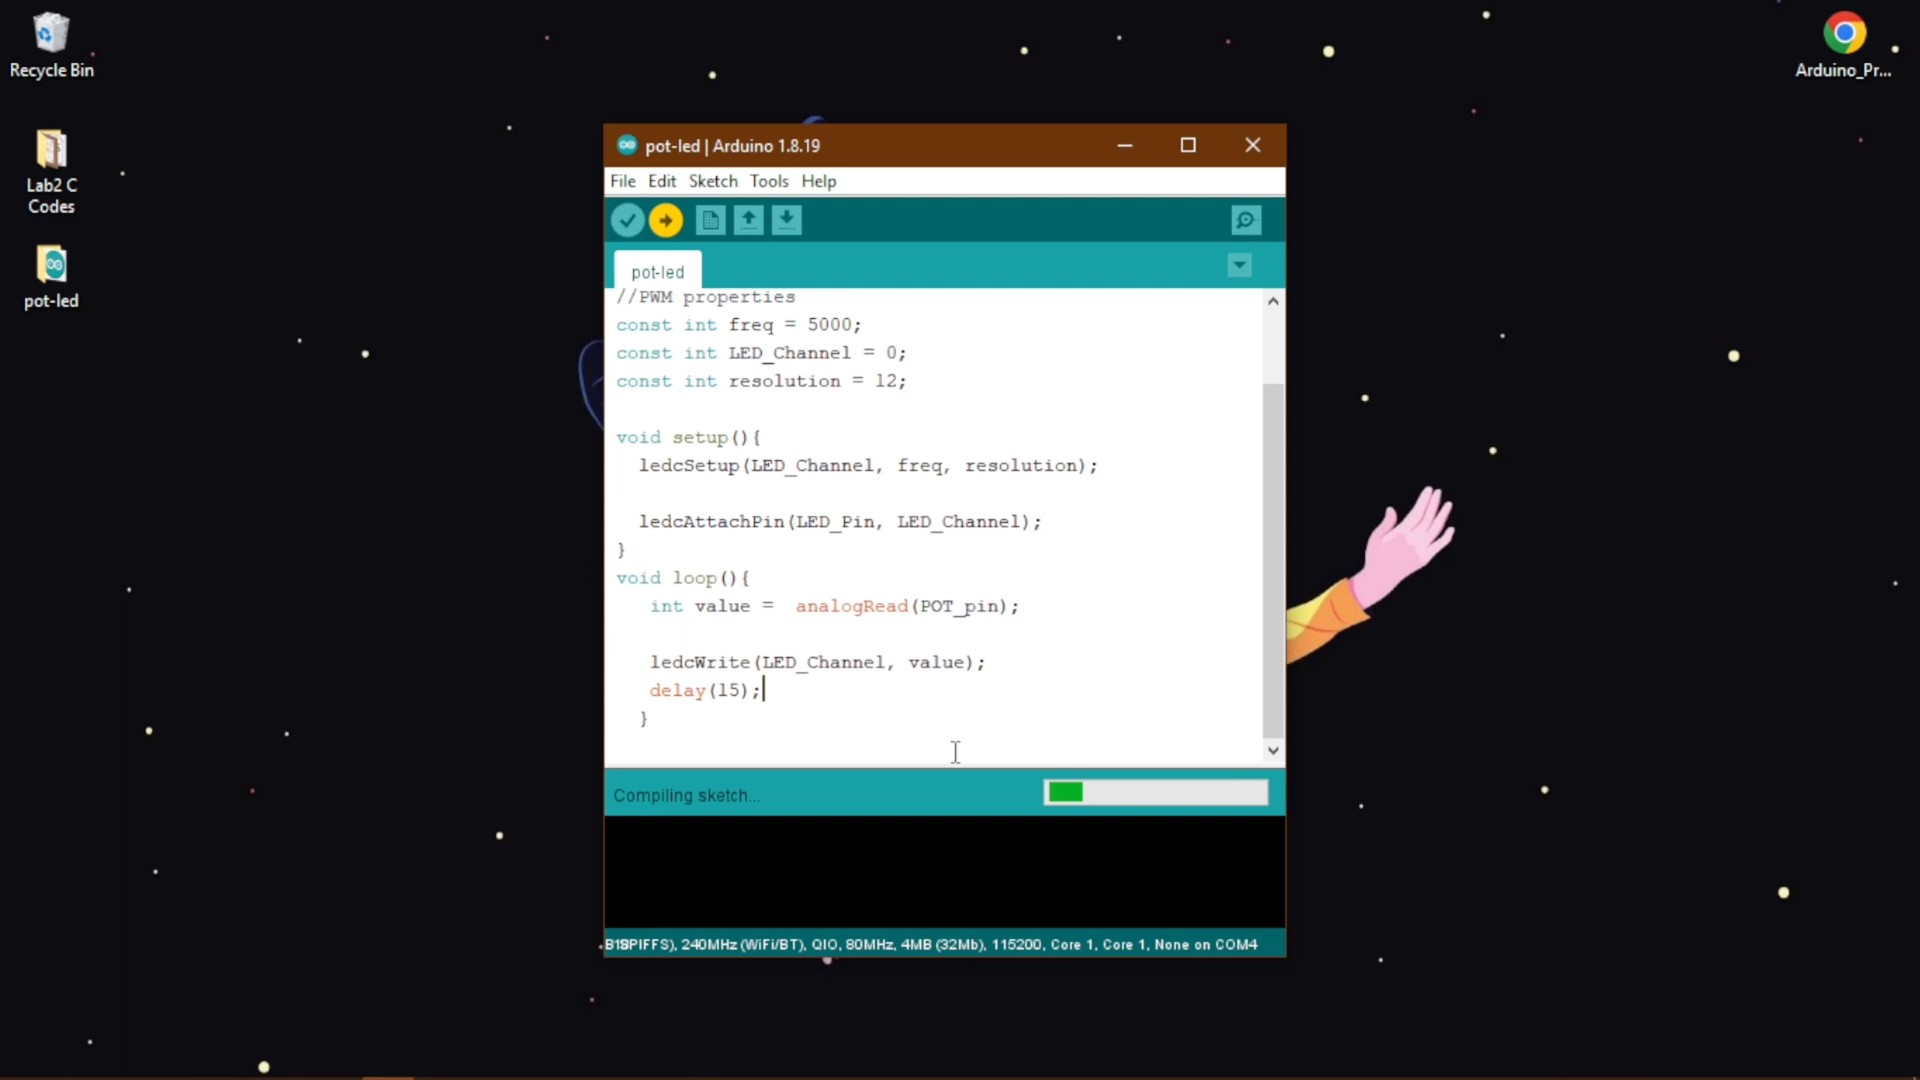 Recycle Bin
Lab2 C
Codes
pot-led
Arduino_Pr...
pot-led | Arduino 1.8.19
File Edit Sketch Tools Help
pot-led
//PWM properties
const int freq = 5000;
const int LED_Channel = 0;
const int resolution = 12;
void setup(){
ledcSetup(LED_Channel, freq, resolution);
ledcAttachPin(LED_Pin, LED_Channel);
}
void loop(){
int value =  analogRead(POT_pin);
ledcWrite(LED_Channel, value);
delay(15);
}
Compiling sketch...
SPIFFS), 240MHz (WiFi/BT), QIO, 80MHz, 4MB (32Mb), 115200, Core 1, Core 1, None on COM4